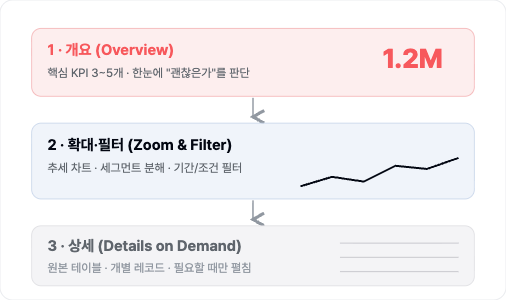 1 · 개요 (Overview)
핵심 KPI 3~5개 · 한눈에 "괜찮은가"를 판단
1.2M
2 · 확대·필터 (Zoom & Filter)
추세 차트 · 세그먼트 분해 · 기간/조건 필터
3 · 상세 (Details on Demand)
원본 테이블 · 개별 레코드 · 필요할 때만 펼침